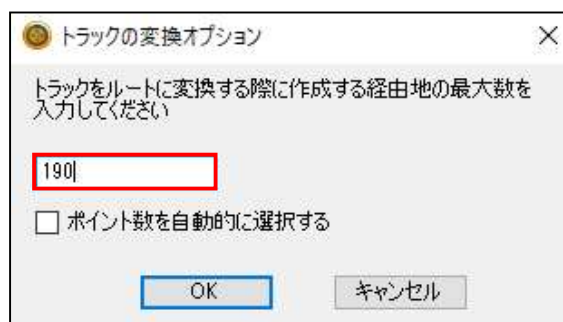 トラックの変換オプション
トラックをルートに変換する際に作成する経由地の最大数を
入力してください
190
ポイント数を自動的に選択する
OK
キャンセル